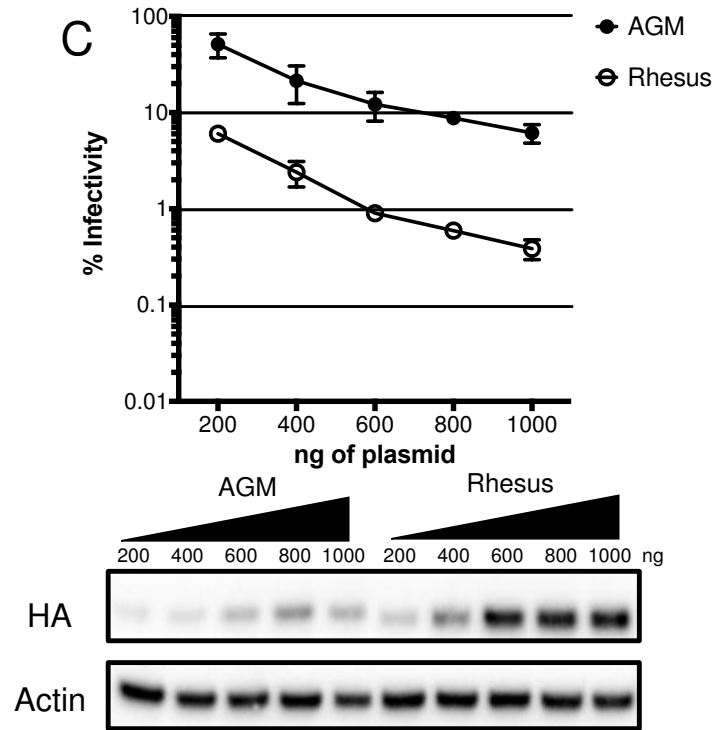 C
AGM
Rhesus
100
10
1
0.1
0.01
% Infectivity
200 400 600 800 1000
ng of plasmid
AGM Rhesus
200 400 600 800 1000 200 400 600 800 1000 ng
HA
Actin